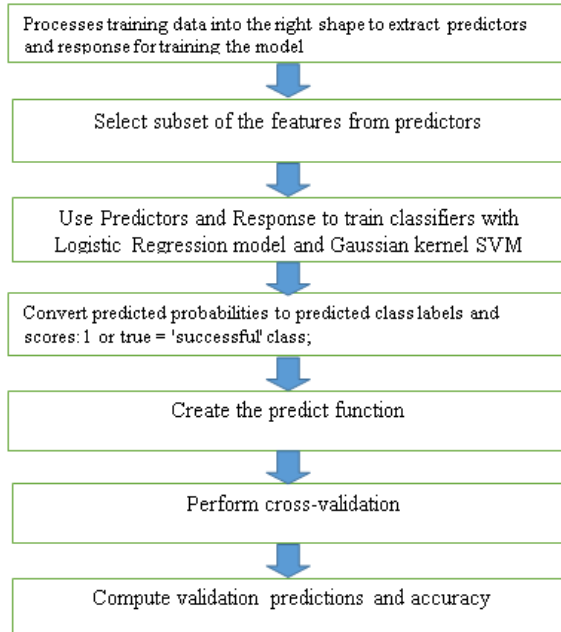 Processes training data into the right shape to extract predictors
and response for training the model
Select subset of the features from predictors
Use Predictors and Response to train classifiers with
Logistic Regression model and Gaussian kernel SVM
Convert predicted probabilities to predicted class labels and
scores: 1 or true = 'successful' class;
Create the predict function
Perform cross-validation
Compute validation predictions and accuracy